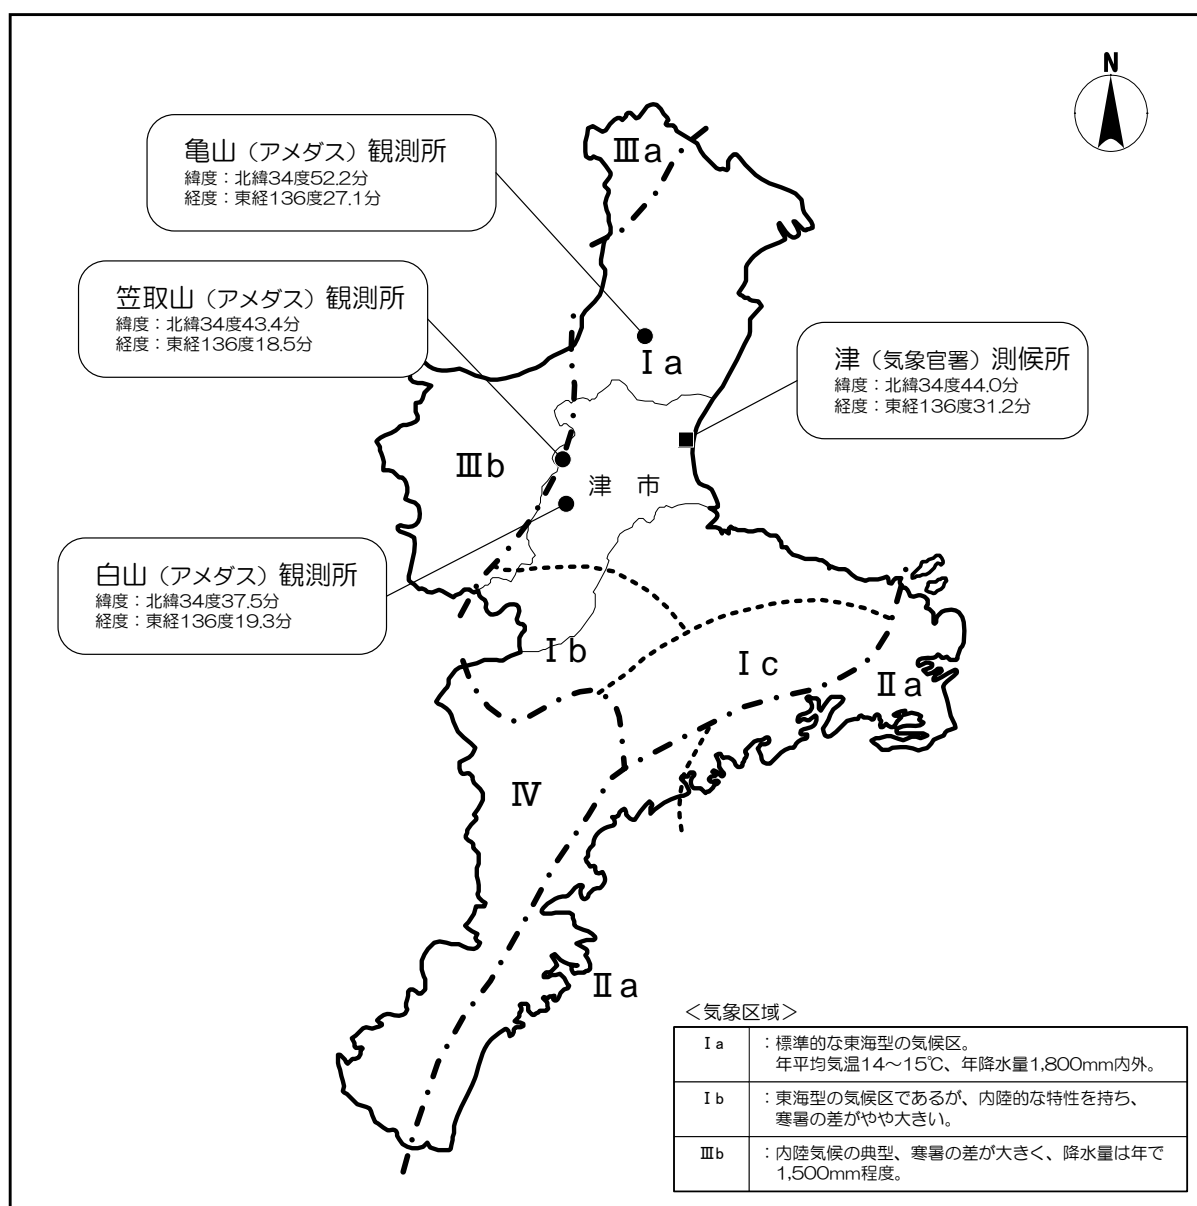 N
Ⅲa
亀山（アメダス）観測所
緯度：北緯34度52.2分
経度：東経136度27.1分
笠取山（アメダス）観測所
緯度：北緯34度43.4分
経度：東経136度18.5分
津（気象官署）測候所
緯度：北緯34度44.0分
経度：東経136度31.2分
Ⅰa
Ⅲb
津　市
白山（アメダス）観測所
緯度：北緯34度37.5分
経度：東経136度19.3分
Ⅰb
Ⅰc
Ⅱa
Ⅳ
Ⅱa
＜気象区域＞
Ⅰa ：標準的な東海型の気候区。
年平均気温14〜15℃、年降水量1,800mm内外。
Ⅰb ：東海型の気候区であるが、内陸的な特性を持ち、
寒暑の差がやや大きい。
Ⅲb ：内陸気候の典型、寒暑の差が大きく、降水量は年で
1,500mm程度。